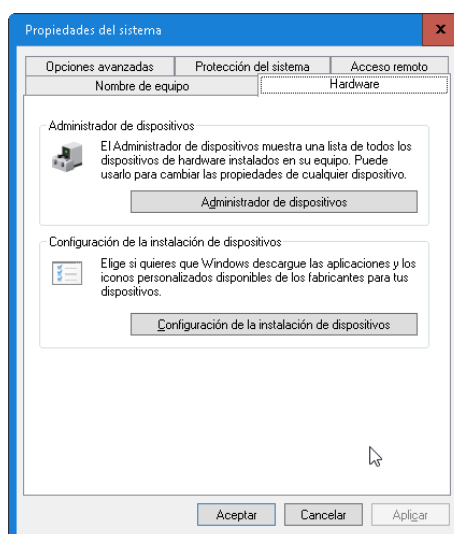 Propiedades del sistema
x
Opciones avanzadas Protección del sistema Acceso remoto
Nombre de equipo Hardware
Administrador de dispositivos
El Administrador de dispositivos muestra una lista de todos los
dispositivos de hardware instalados en su equipo. Puede
usarlo para cambiar las propiedades de cualquier dispositivo.
Administrador de dispositivos
Configuración de la instalación de dispositivos
Elige si quieres que Windows descargue las aplicaciones y los
iconos personalizados disponibles de los fabricantes para tus
dispositivos.
Configuración de la instalación de dispositivos
Aceptar Cancelar Aplicar